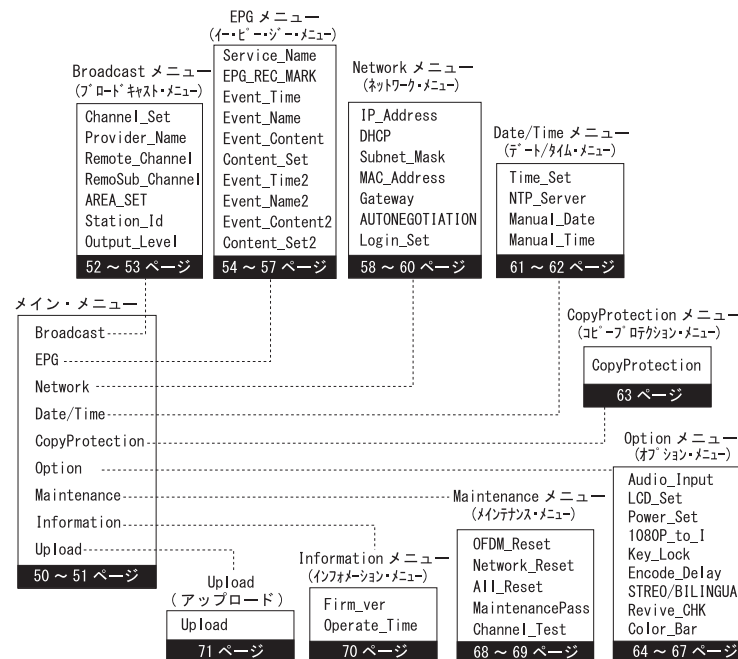 EPG メニュー
(イー・ピー・ジー・メニュー)
Service_Name
EPG_REC_MARK
Event_Time
Event_Name
Event_Content
Content_Set
Event_Time2
Event_Name2
Event_Content2
Content_Set2
54 ～ 57 ページ
Broadcast メニュー
(ブロードキャスト・メニュー)
Channel_Set
Provider_Name
Remote_Channel
RemoSub_Channel
AREA_SET
Station_Id
Output_Level
52 ～ 53 ページ
Network メニュー
(ネットワーク・メニュー)
IP_Address
DHCP
Subnet_Mask
MAC_Address
Gateway
AUTONEGOTIATION
Login_Set
58 ～ 60 ページ
Date/Time メニュー
(デート/タイム・メニュー)
Time_Set
NTP_Server
Manual_Date
Manual_Time
61 ～ 62 ページ
メイン・メニュー
Broadcast
EPG
Network
Date/Time
CopyProtection
Option
Maintenance
Information
Upload
50 ～ 51 ページ
CopyProtection メニュー
(コピープロテクション・メニュー)
CopyProtection
63 ページ
Option メニュー
(オプション・メニュー)
Audio_Input
LCD_Set
Power_Set
1080P_to_I
Key_Lock
Encode_Delay
STREO/BILINGUA
Revive_CHK
Color_Bar
64 ～ 67 ページ
Maintenance メニュー
(メインテナンス・メニュー)
OFDM_Reset
Network_Reset
All_Reset
MaintenancePass
Channel_Test
68 ～ 69 ページ
Information メニュー
(インフォメーション・メニュー)
Firm_ver
Operate_Time
70 ページ
Upload
(アップロード)
Upload
71 ページ